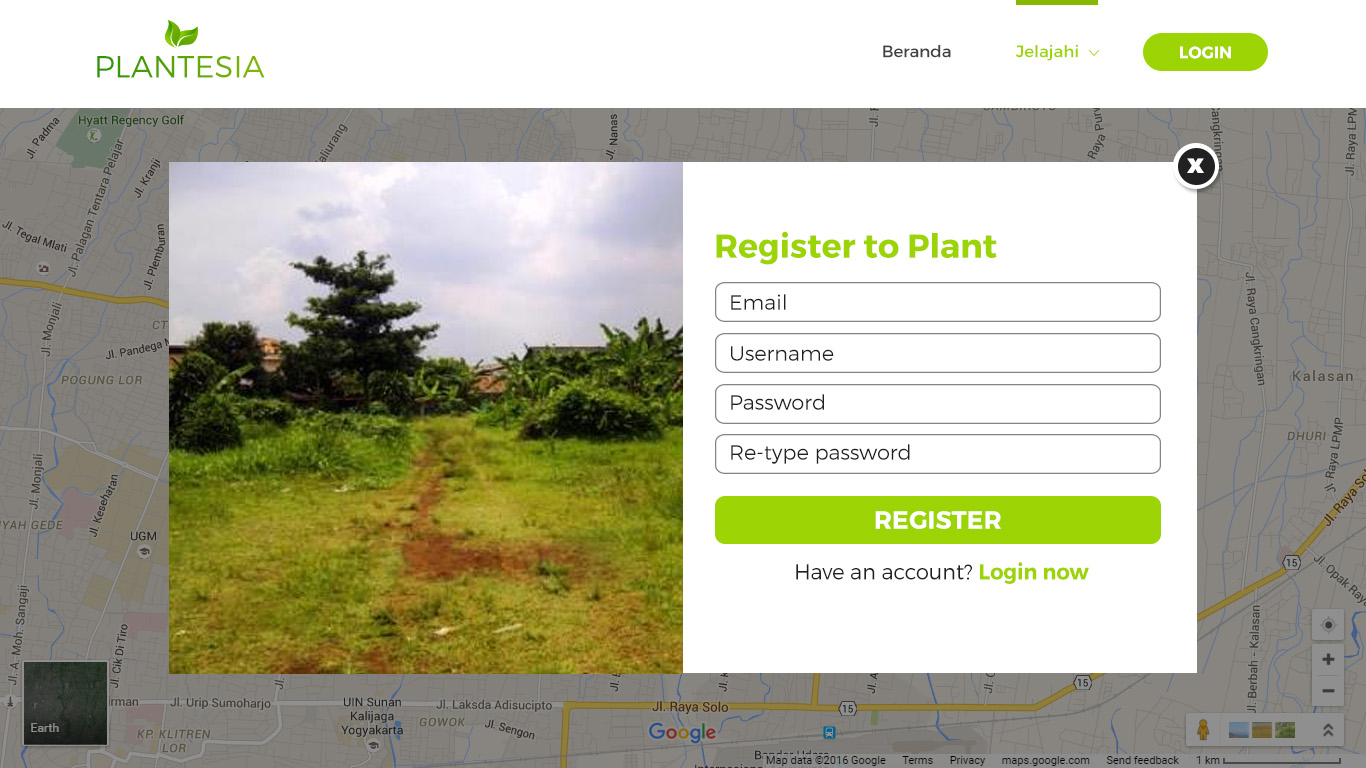 PLANTESIA
Beranda
Jelajahi
LOGIN
Hyatt Regency Golf
Jl. Padma
Jl. Palagan Tentara Pelajar
Jl. Kranji
Jl. Nanas
Jl. Tegal Mlati
Jl. Plemburan
X
Register to Plant
Email
Username
Password
Re-type password
REGISTER
Have an account? Login now
Jl. Monjali
Jl. Pandega
POGUNG LOR
Jl. Raya Cangkringan
Kalasan
DHURI
Jl. Raya LPMP
Jl. Monjali
Jl. Kesehatan
YAH GEDE
UGM
Jl. Raya Solo
15
Jl. Opak Raya
Jl. A. Moh. Sangaji
Jl. Cik Di Tiro
Jl. Berbah - Kalasan
15
Earth
Jl. Urip Sumoharjo
UIN Sunan
Kalijaga
Yogyakarta
Jl. Laksda Adisucipto
GOWOK
Jl. Sengon
Jl. Raya Solo
15
KP. KLITREN
LOR
Google
Map data ©2016 Google
Terms
Privacy
maps.google.com
Send feedback
1 km